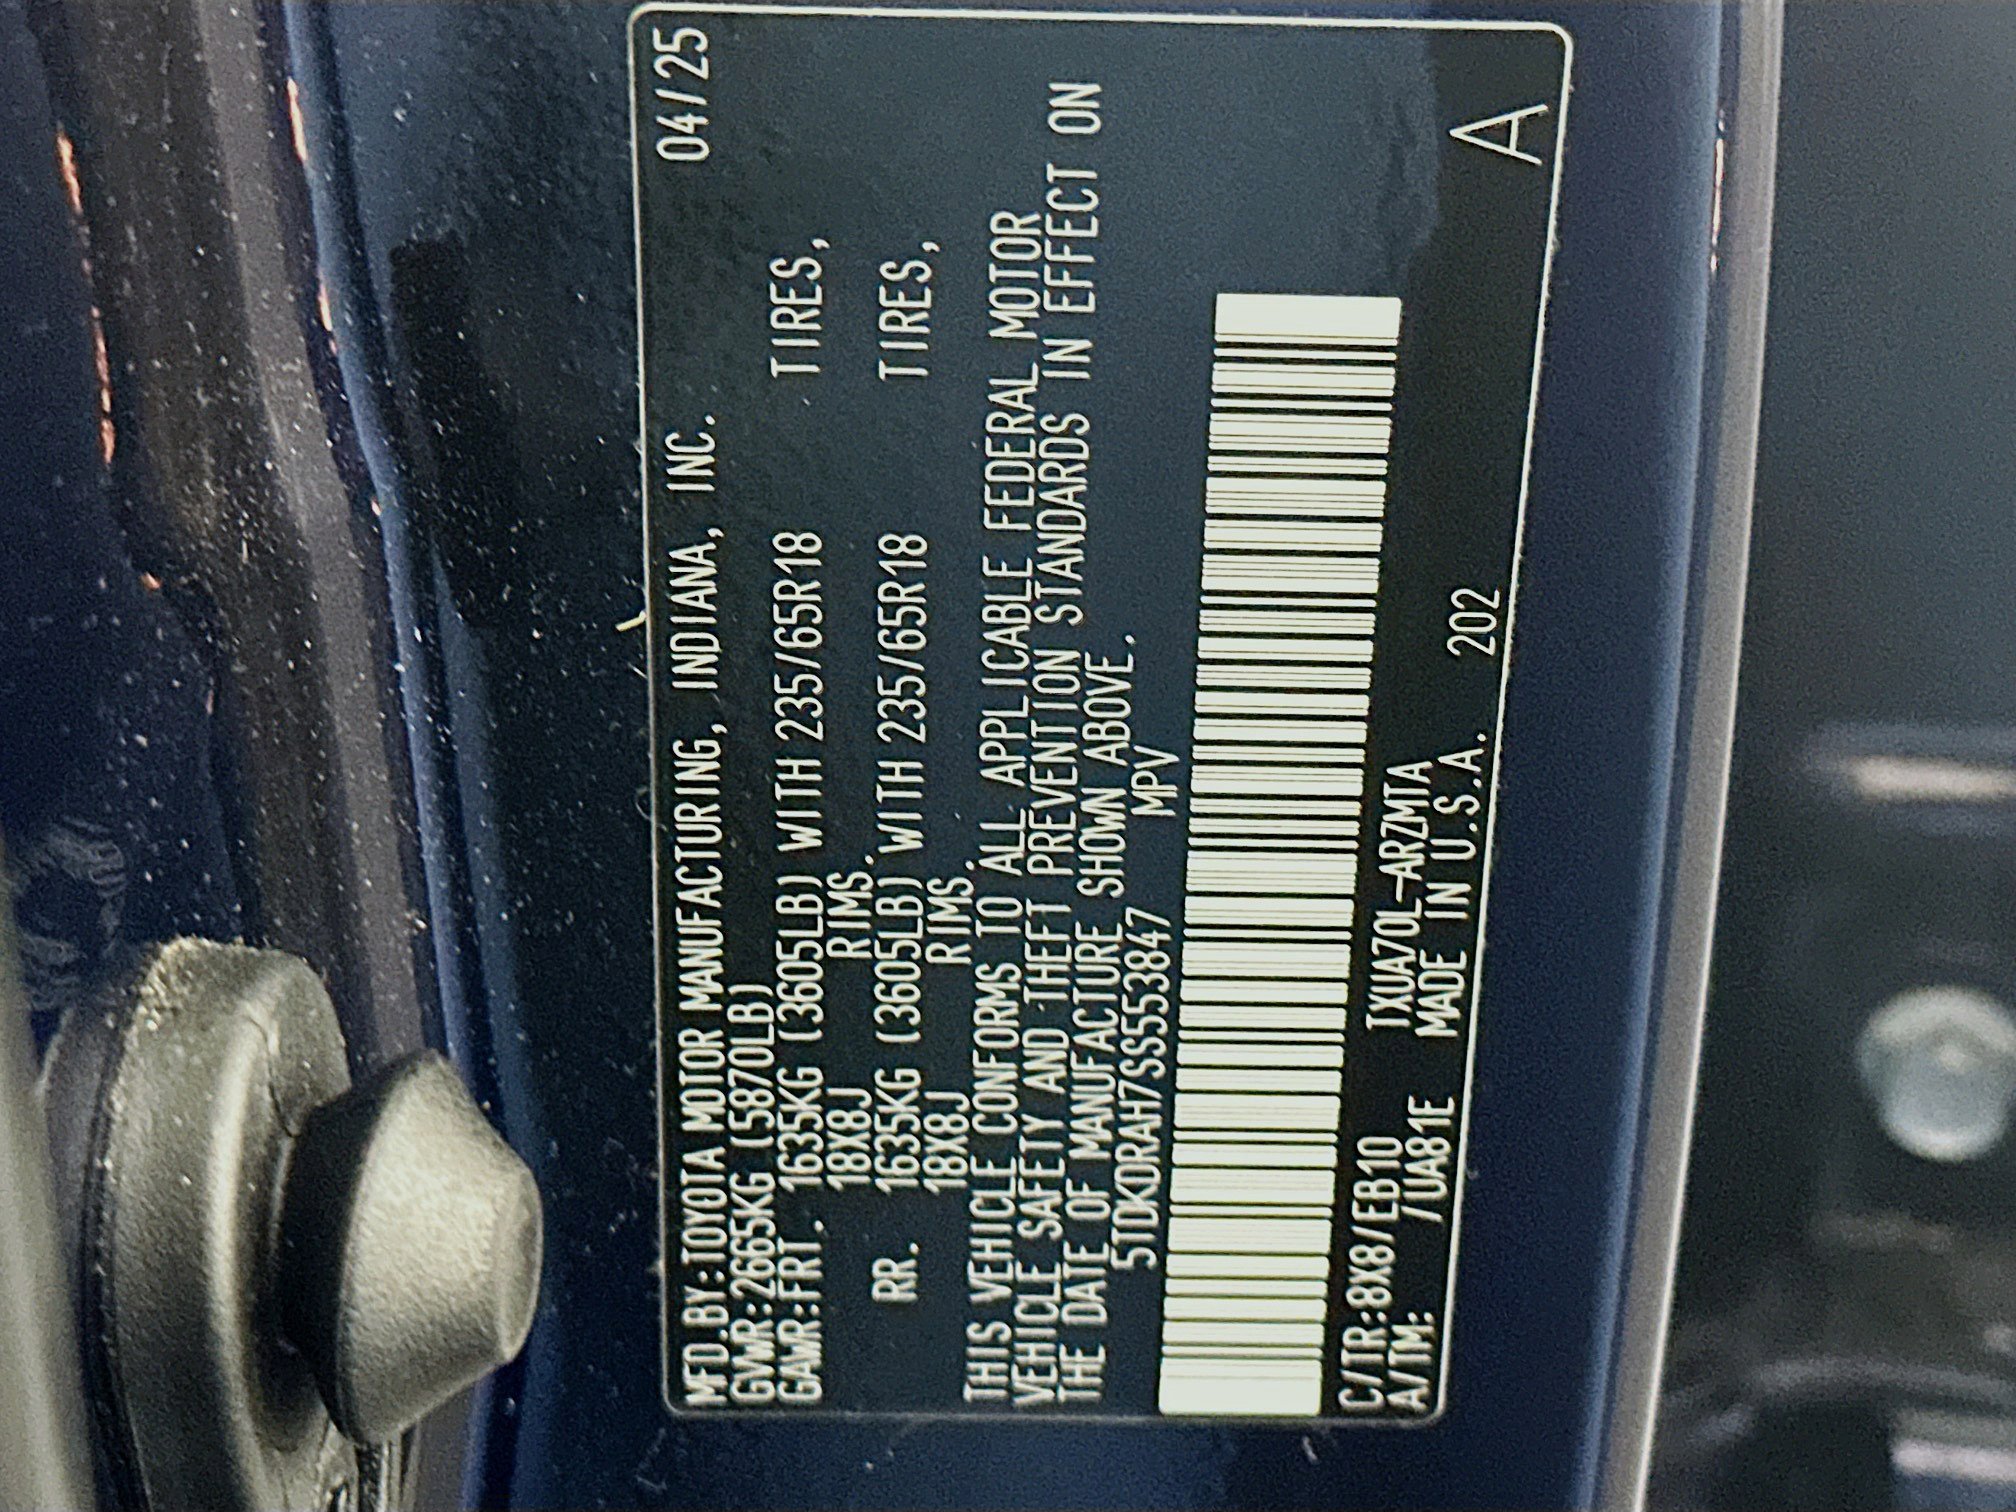 MFD.BY:TOYOTA MOTOR MANUFACTURING, INDIANA, INC. 04/25
GVWR:2665KG (5870LB)
GAWR:FRT. 1635KG (3605LB) WITH 235/65R18 TIRES,
18X8J RIMS.
RR. 1635KG (3605LB) WITH 235/65R18 TIRES,
18X8J RIMS.
THIS VEHICLE CONFORMS TO ALL APPLICABLE FEDERAL MOTOR
VEHICLE SAFETY AND THEFT PREVENTION STANDARDS IN EFFECT ON
THE DATE OF MANUFACTURE SHOWN ABOVE.
5TDKDRAH7SS553847 MPV
C/TR:8X8/EB10 TXUA70L-ARZMTA
A/TM: /UA81E MADE IN U.S.A. 202 A